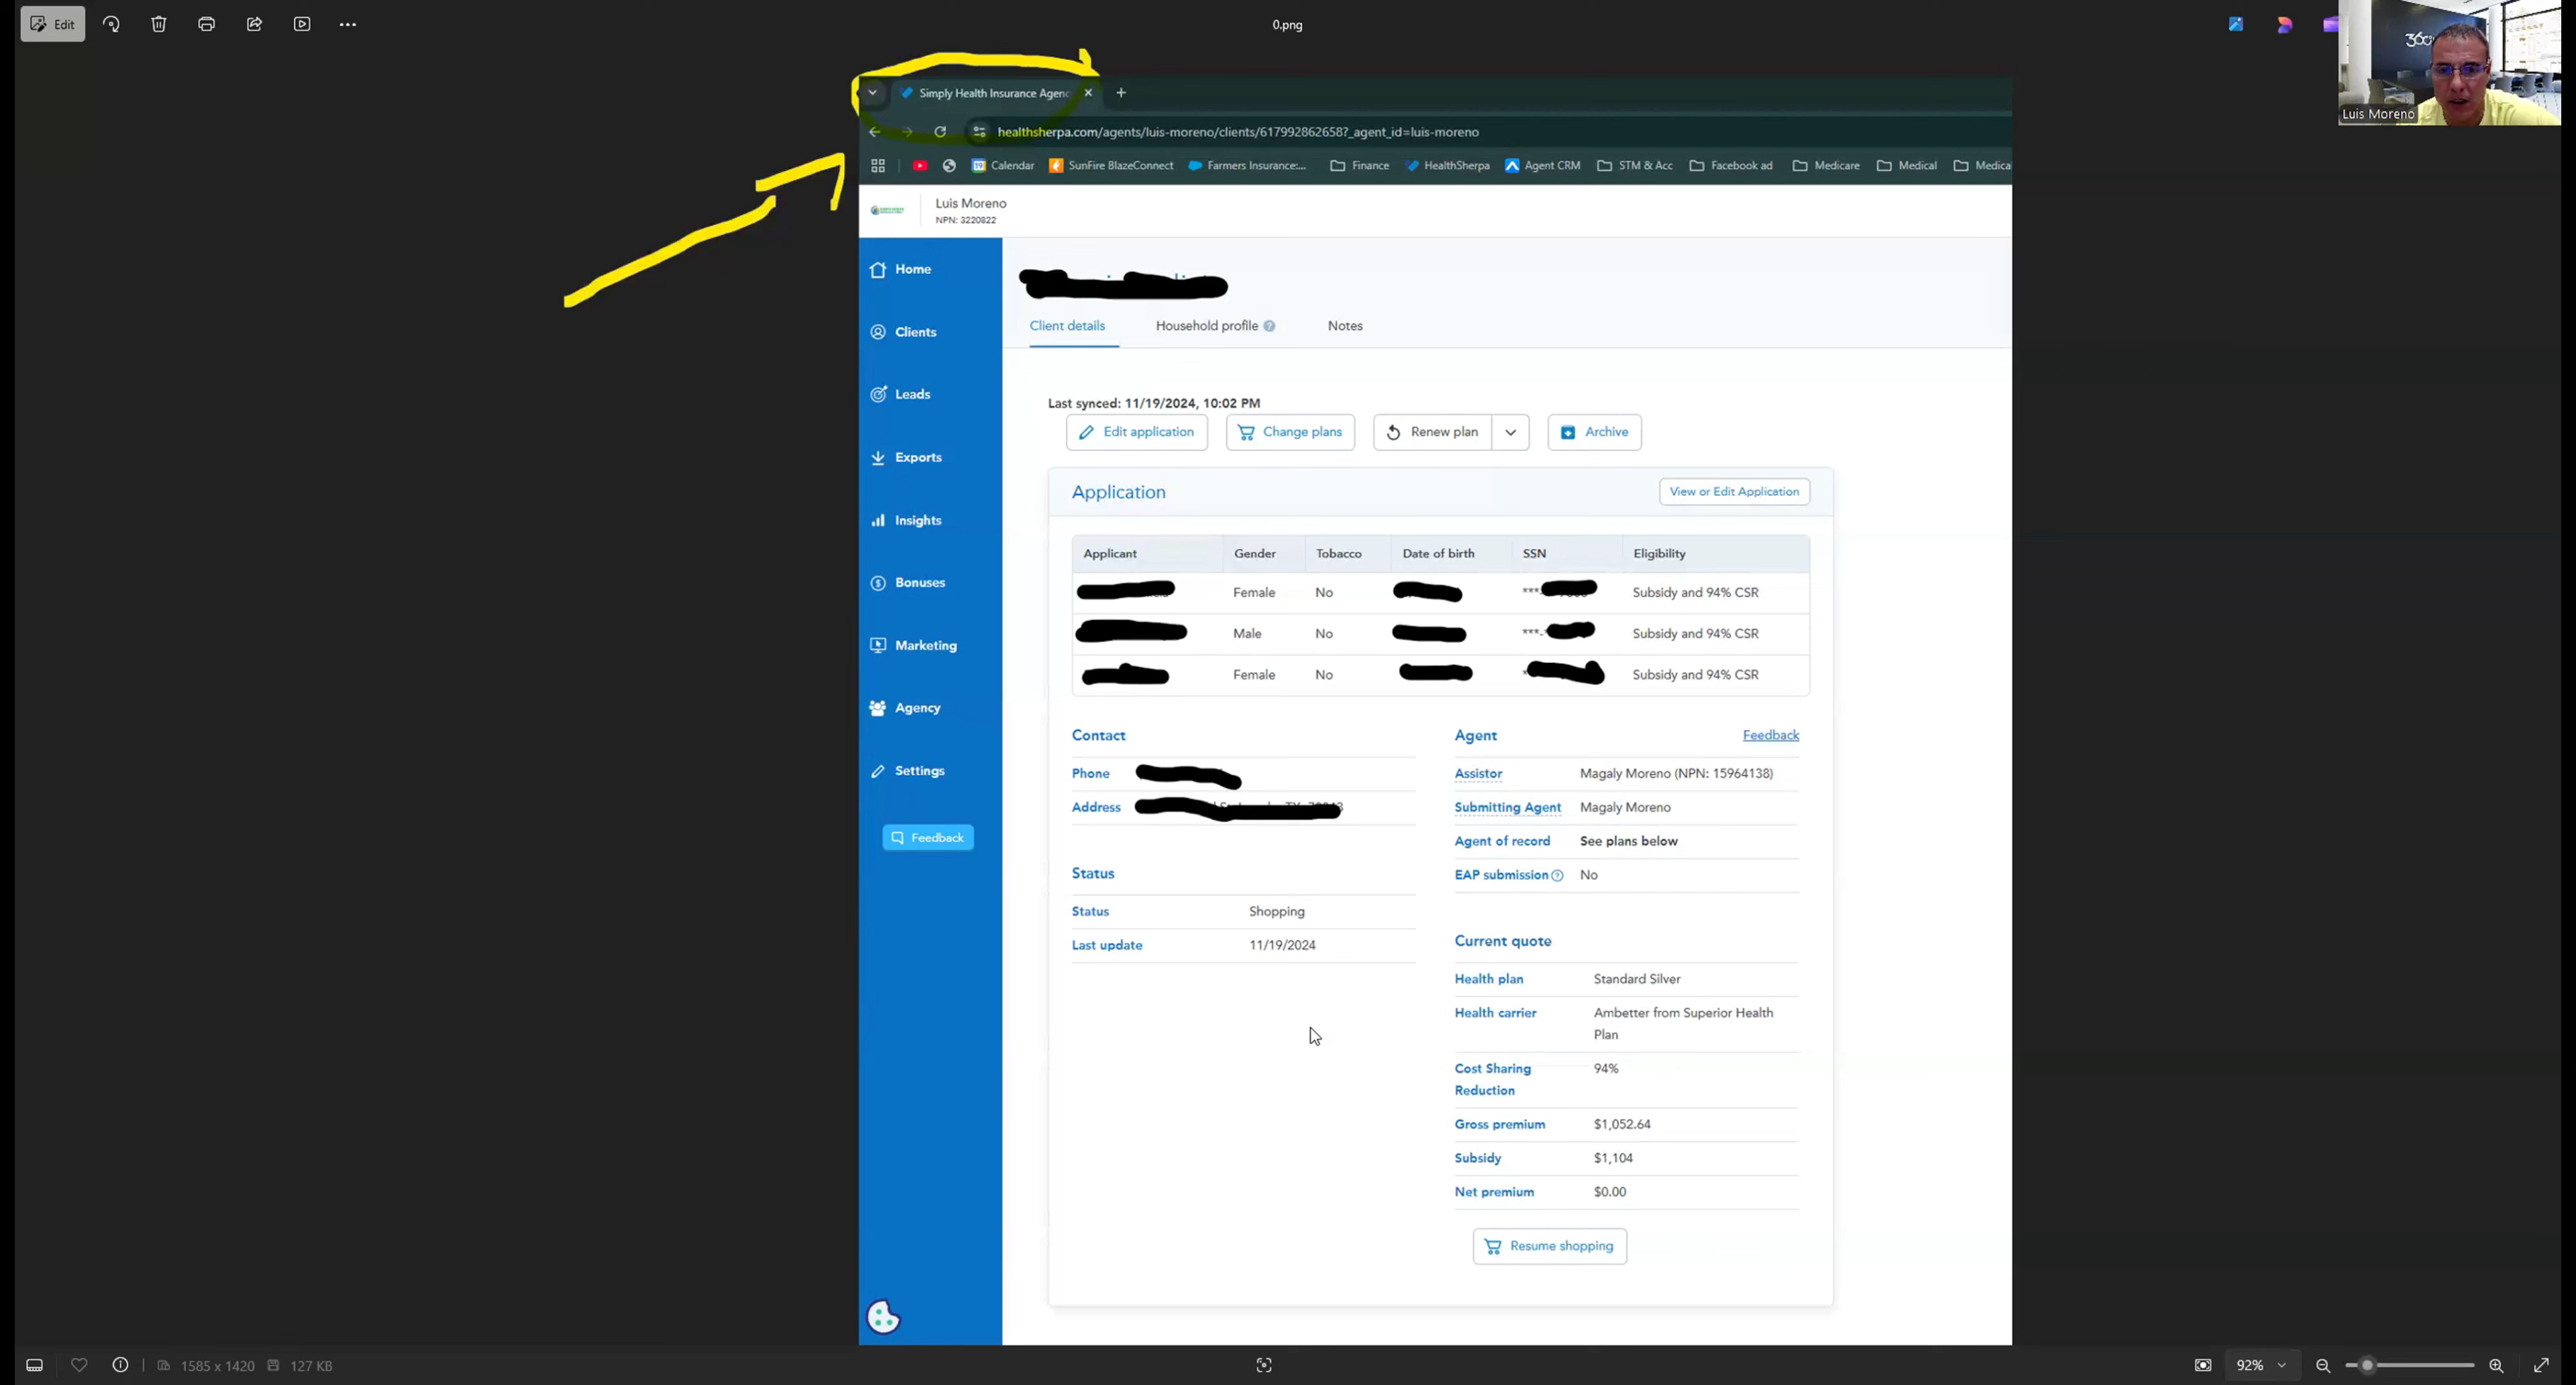 Edit
0.png
360
Luis Moreno
Simply Health Insurance Agenc
healthsherpa.com/agents/luis-moreno/clients/617992862658?_agent_id=luis-moreno
Calendar SunFire BlazeConnect Farmers Insurance:... Finance HealthSherpa Agent CRM STM & Acc Facebook ad Medicare Medical Medica
Luis Moreno
NPN: 3220822
Home
Clients
Leads
Exports
Insights
Bonuses
Marketing
Agency
Settings
Feedback
Client details Household profile Notes
Last synced: 11/19/2024, 10:02 PM
Edit application Change plans Renew plan Archive
Application View or Edit Application
Applicant Gender Tobacco Date of birth SSN Eligibility
Female No ***- Subsidy and 94% CSR
Male No ***-* Subsidy and 94% CSR
Female No * Subsidy and 94% CSR
Contact
Phone
Address
Status
Status Shopping
Last update 11/19/2024
Agent Feedback
Assistor Magaly Moreno (NPN: 15964138)
Submitting Agent Magaly Moreno
Agent of record See plans below
EAP submission No
Current quote
Health plan Standard Silver
Health carrier Ambetter from Superior Health
Plan
Cost Sharing 94%
Reduction
Gross premium $1,052.64
Subsidy $1,104
Net premium $0.00
Resume shopping
1585 x 1420 127 KB
92%